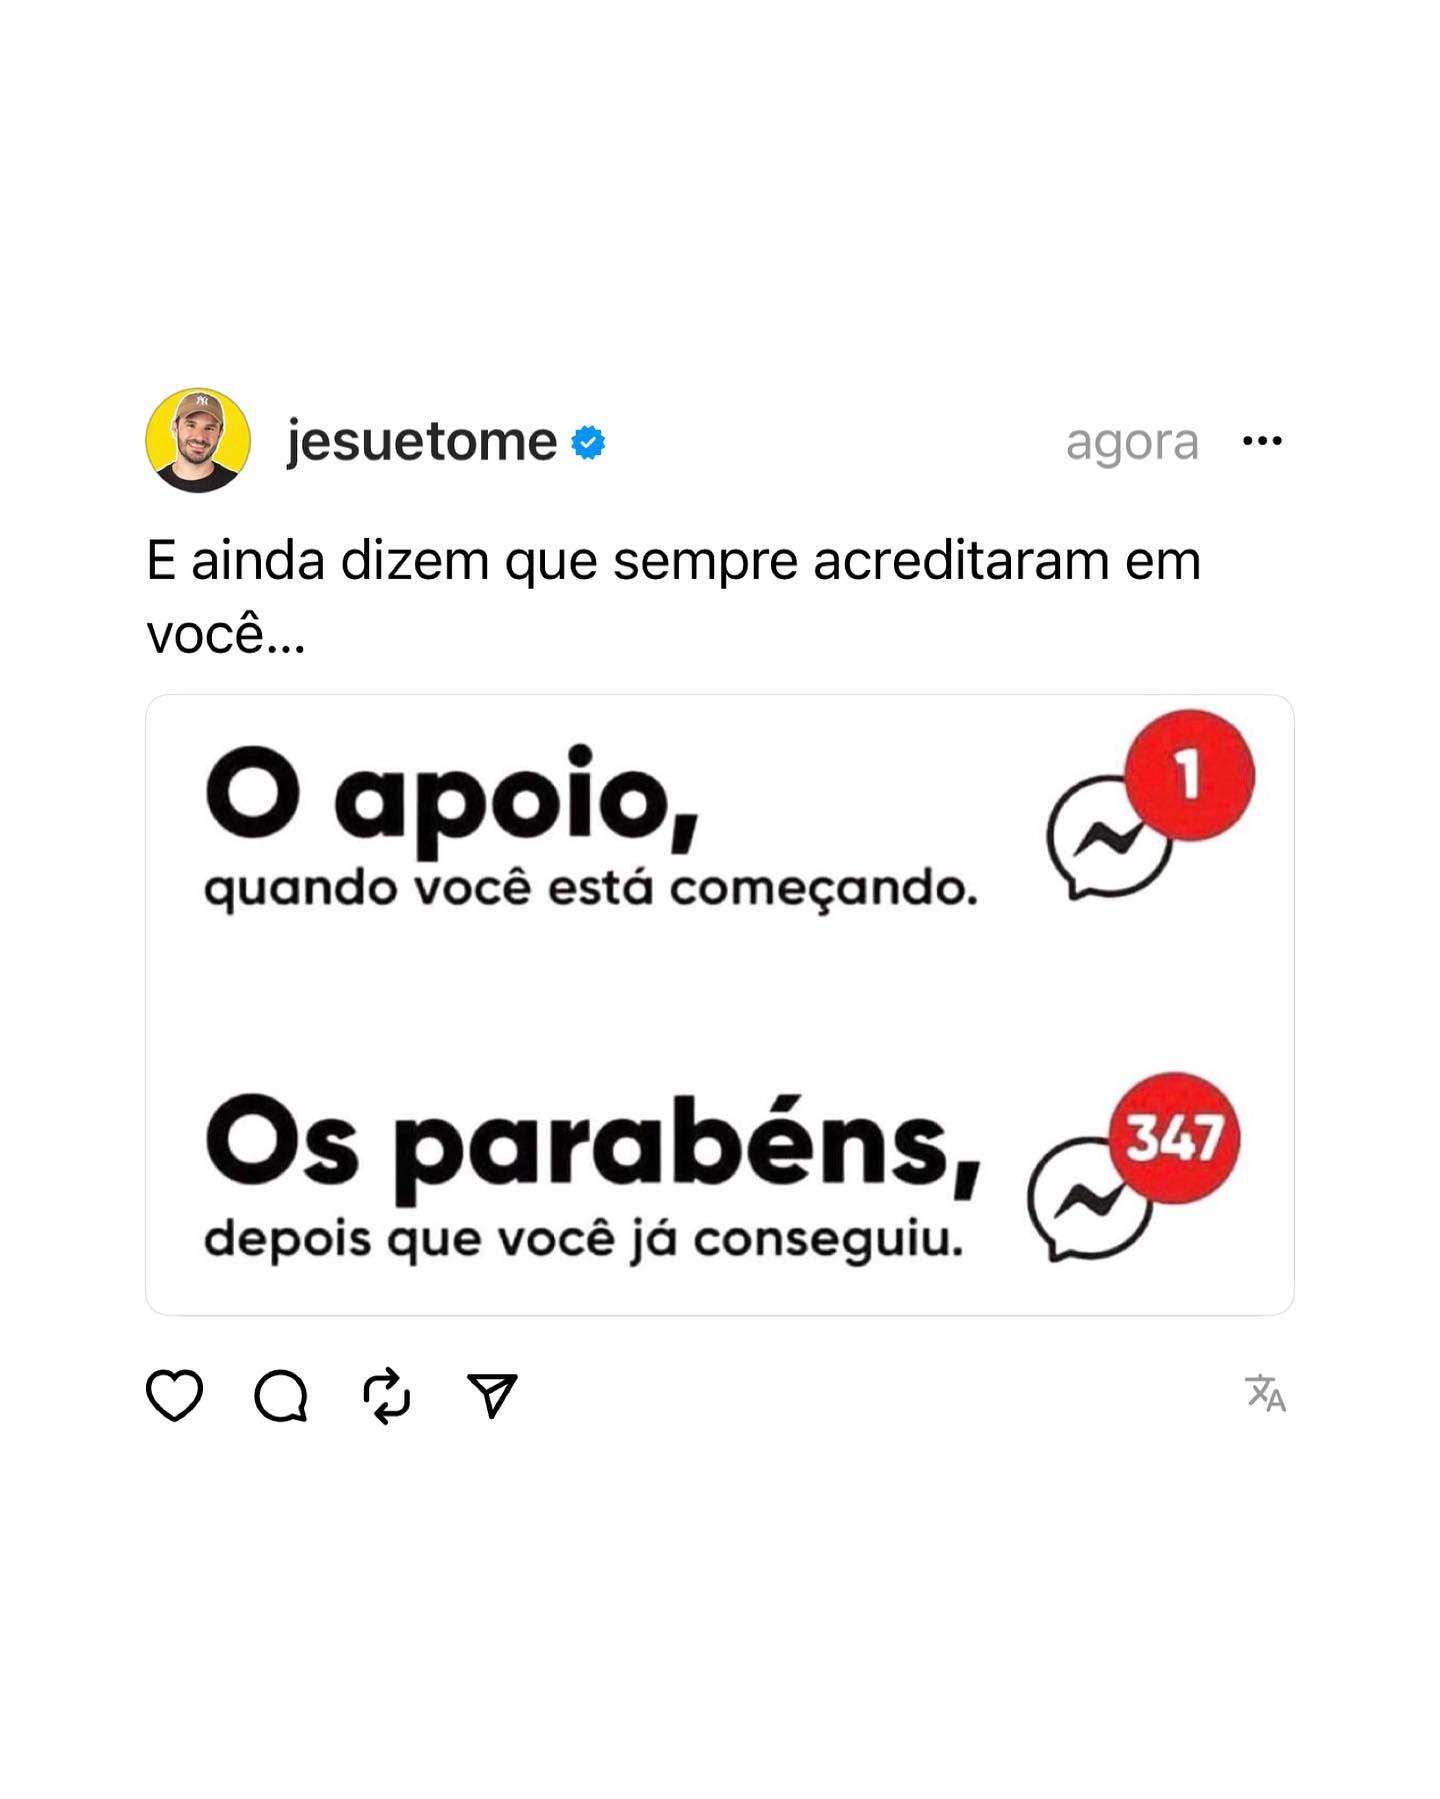 jesuetome
agora
E ainda dizem que sempre acreditaram em
você...
O apoio,
1
quando você está começando.
Os parabéns,
347
depois que você já conseguiu.